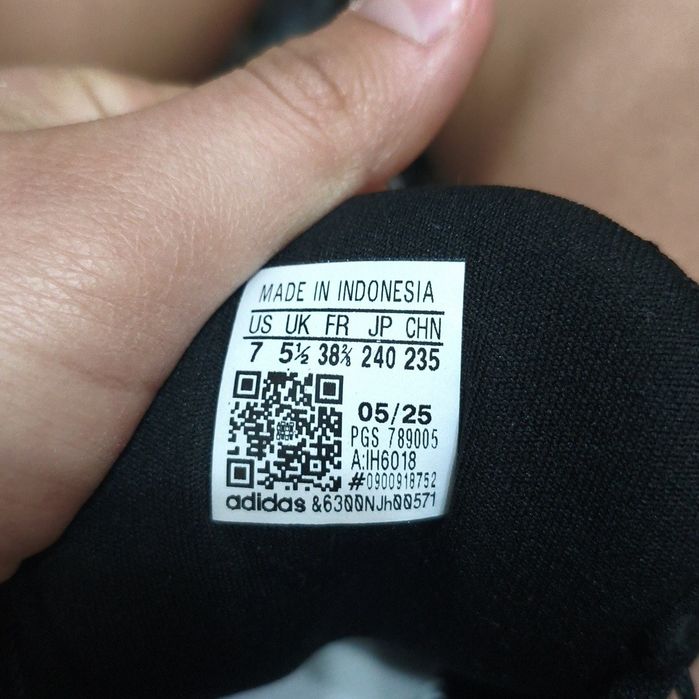 MADE IN INDONESIA
US UK FR JP CHN
7 5½ 38⅔ 240 235
05/25
PGS 789005
A:IH6018
#0900918752
adidas &6300NJh00571